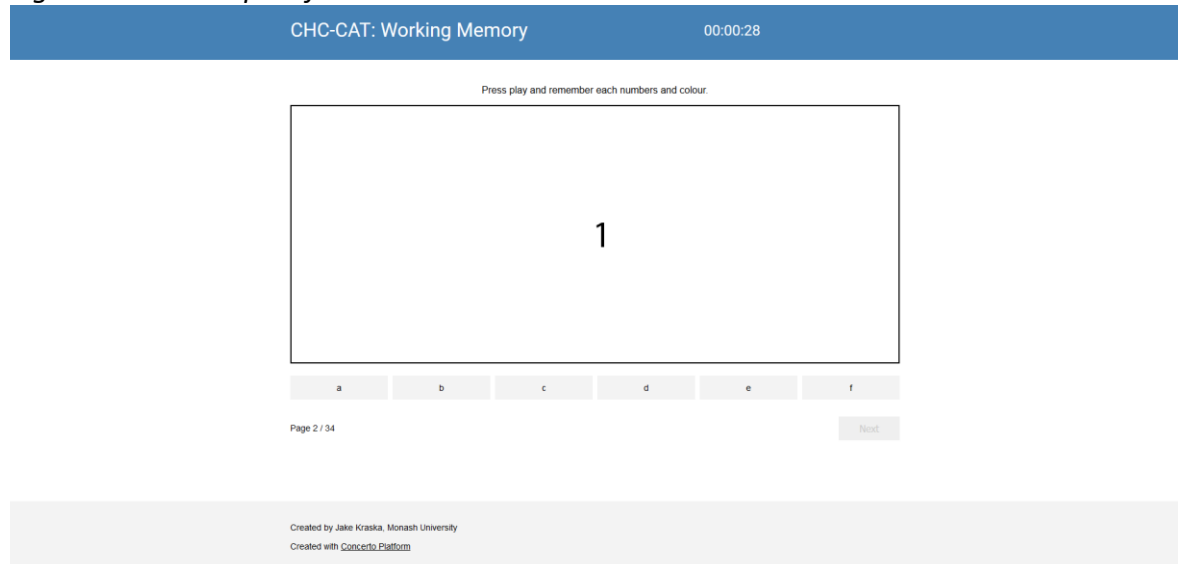 CHC-CAT: Working Memory 00:00:28
Press play and remember each numbers and colour.
1
a b c d e f
Page 2 / 34 Next
Created by Jake Kraska, Monash University
Created with Concerto Platform